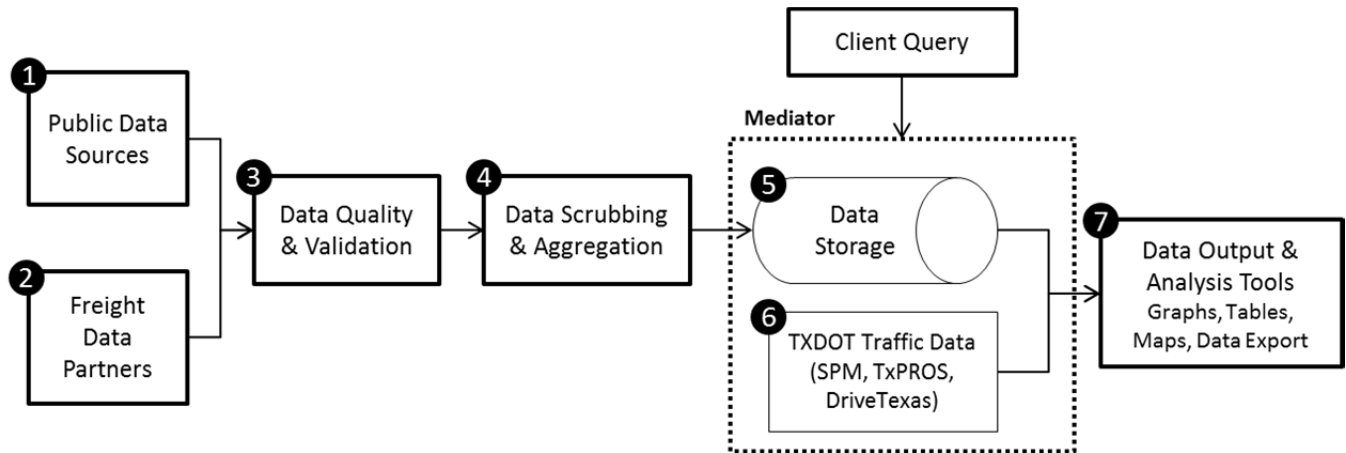 Client Query
1
Public Data
Sources
2
Freight
Data
Partners
3
Data Quality
& Validation
4
Data Scrubbing
& Aggregation
Mediator
5
Data
Storage
6
TXDOT Traffic Data
(SPM, TxPROS,
DriveTexas)
7
Data Output &
Analysis Tools
Graphs, Tables,
Maps, Data Export